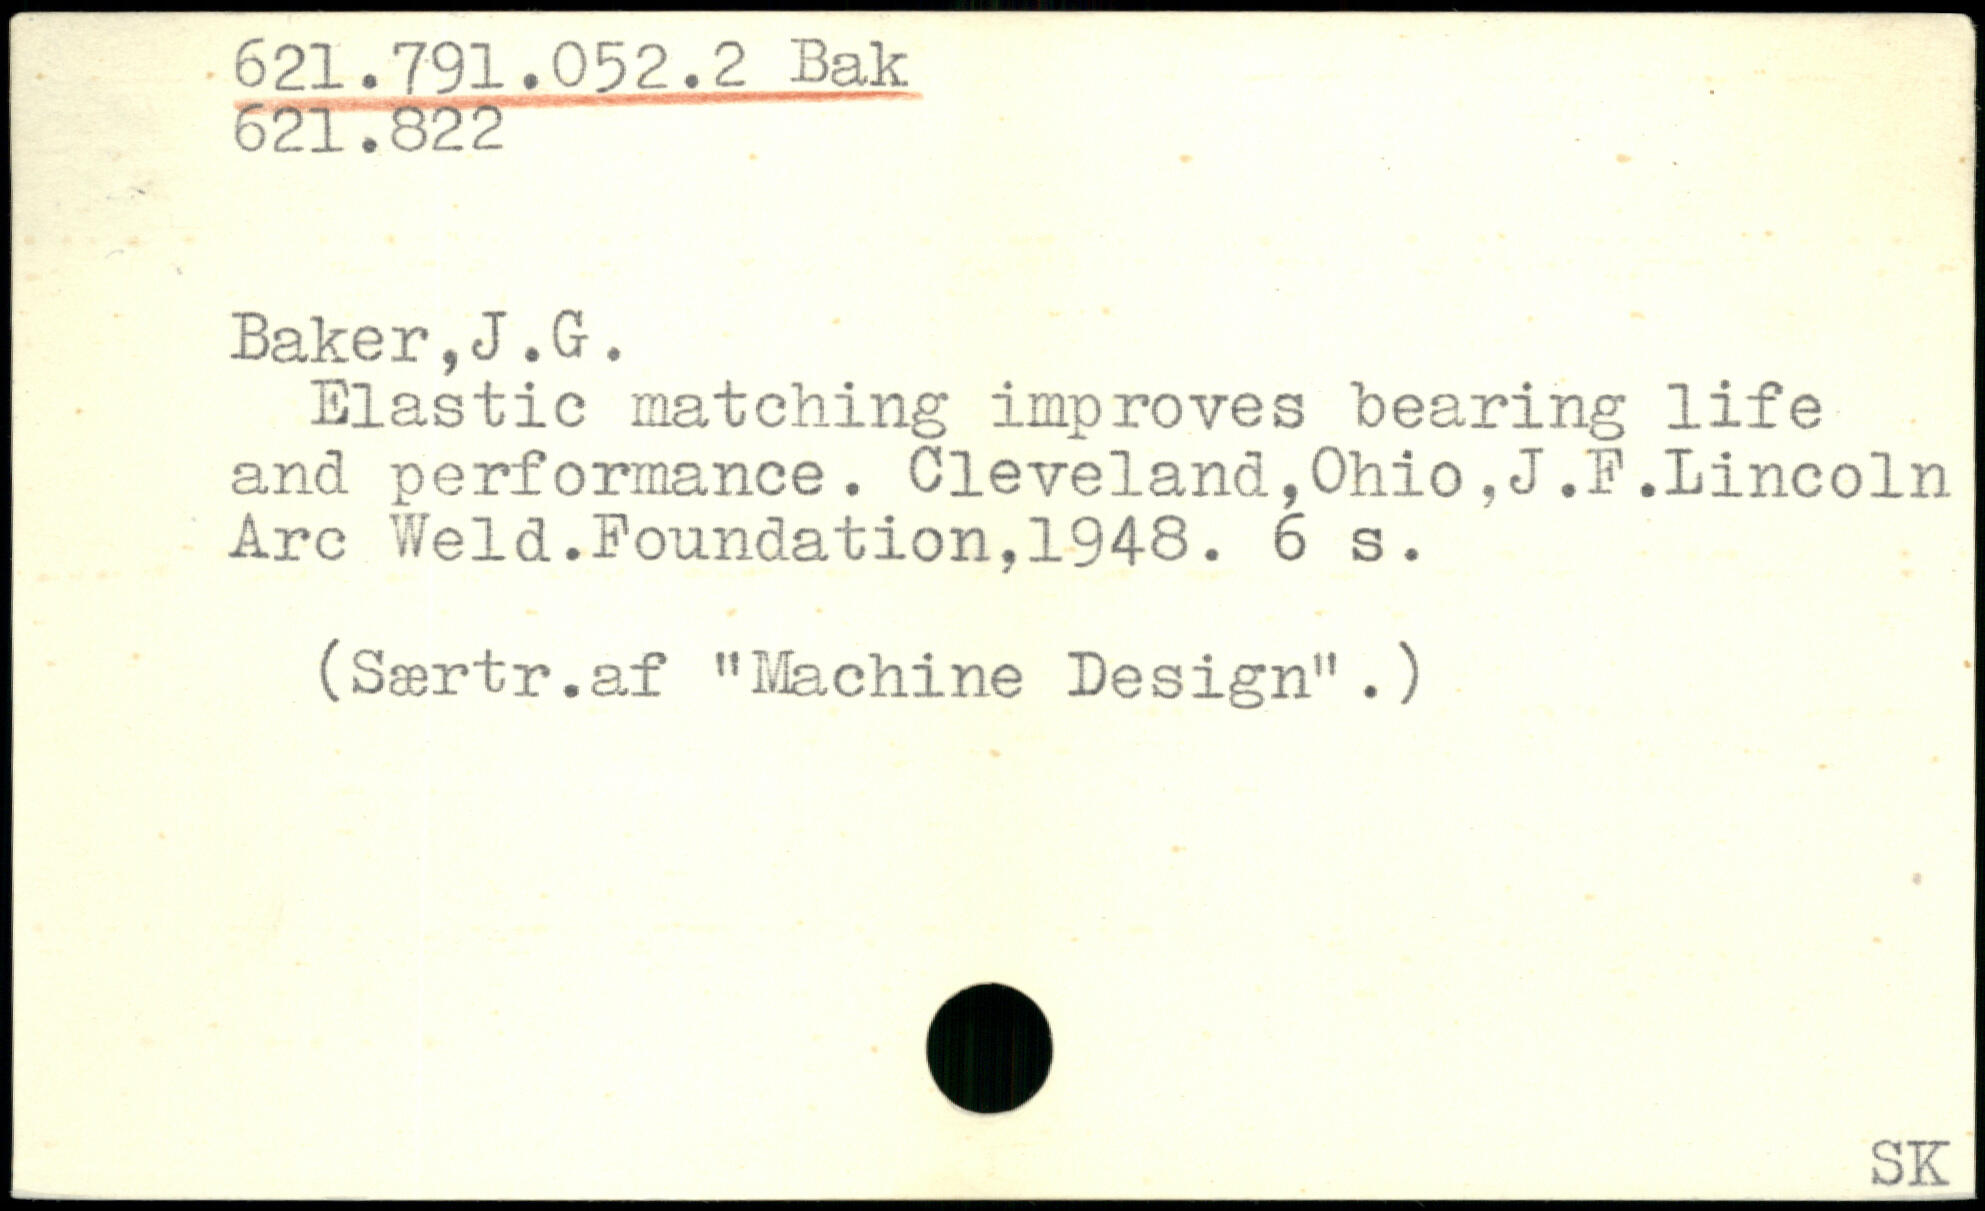 621.791.052.2 Bak
621.822
Baker,J.G.
Elastic matching improves bearing life
and performance. Cleveland,Ohio,J.F.Lincoln
Arc Weld.Foundation,1948. 6 s.
(Særtr.af "Machine Design".)
SK